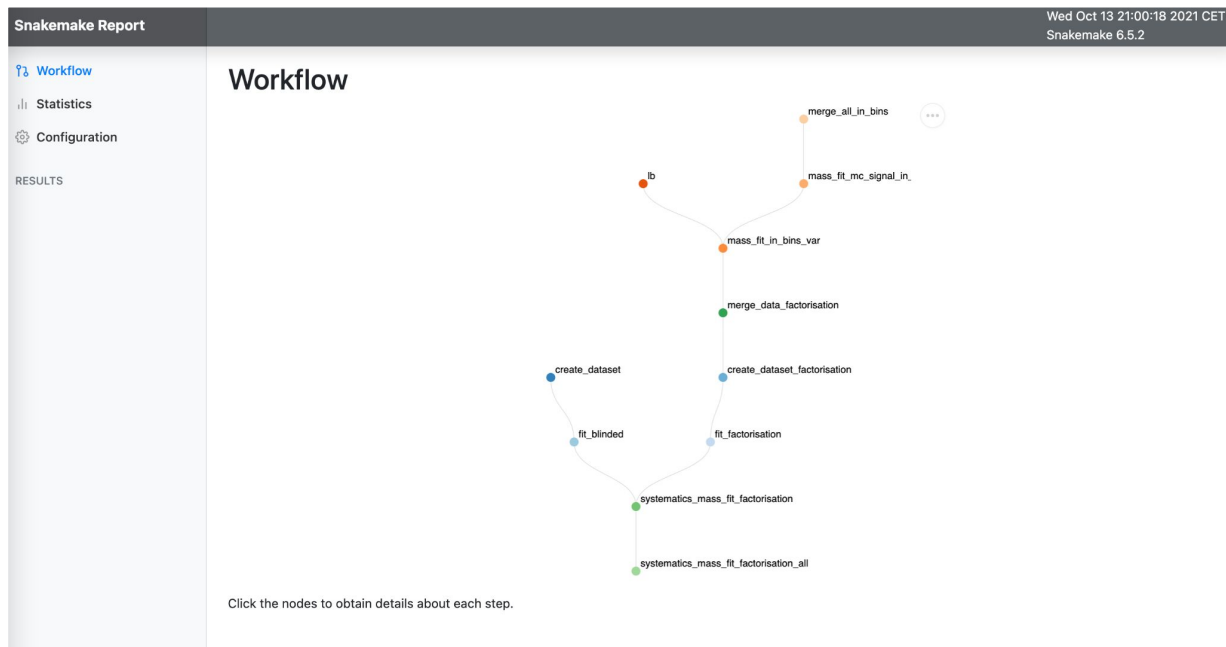 Snakemake Report
Wed Oct 13 21:00:18 2021 CET
Snakemake 6.5.2
Workflow
Statistics
Configuration
RESULTS
Workflow
merge_all_in_bins
lb
mass_fit_mc_signal_in_
mass_fit_in_bins_var
merge_data_factorisation
create_dataset
create_dataset_factorisation
fit_blinded
fit_factorisation
systematics_mass_fit_factorisation
systematics_mass_fit_factorisation_all
Click the nodes to obtain details about each step.